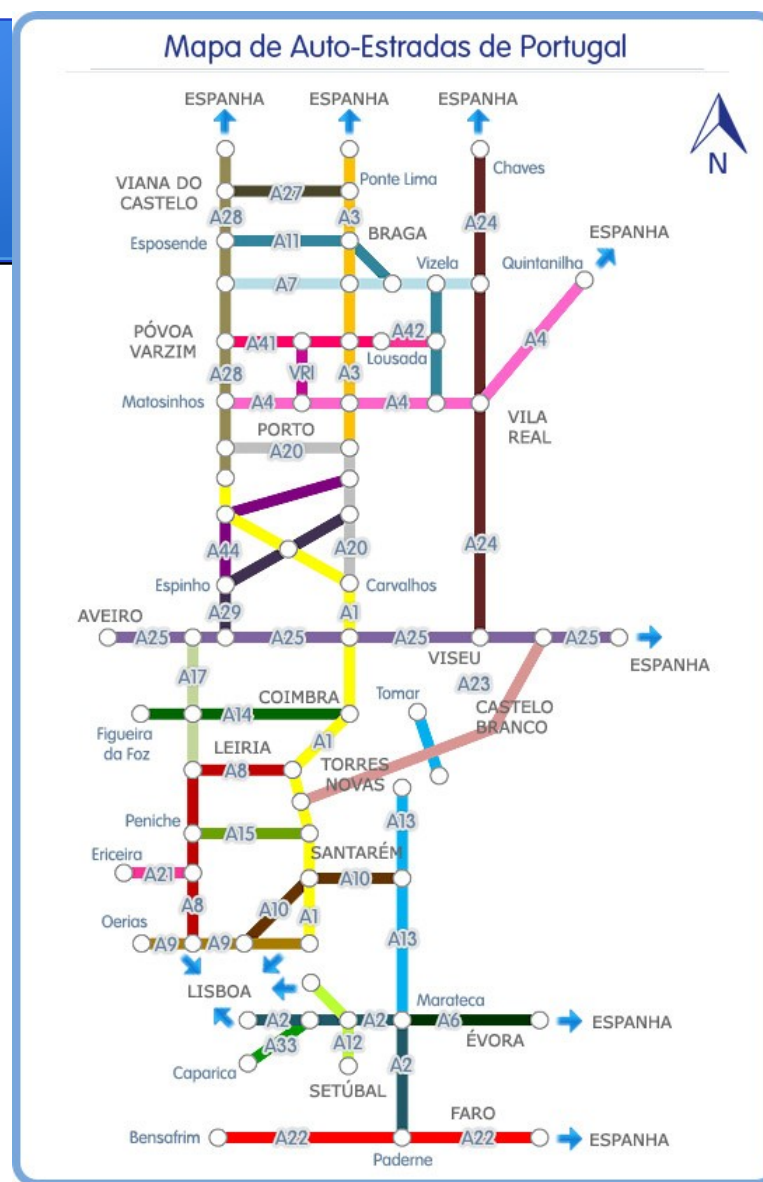 Mapa de Auto-Estradas de Portugal
ESPANHA
ESPANHA
ESPANHA
N
Chaves
VIANA DO
CASTELO
A27
Ponte Lima
A28
A3
A24
Esposende
A11
BRAGA
ESPANHA
Vizela
Quintanilha
A7
PÓVOA
VARZIM
A41
A42
A4
Lousada
A28
VRI
A3
Matosinhos
A4
A4
VILA
REAL
PORTO
A20
A44
A20
A24
Espinho
Carvalhos
A29
A1
AVEIRO
A25
A25
A25
A25
VISEU
ESPANHA
A17
A23
COIMBRA
Tomar
CASTELO
BRANCO
A14
Figueira
da Foz
A1
LEIRIA
A8
TORRES
NOVAS
Peniche
A15
A13
Ericeira
SANTARÉM
A21
A10
A8
A10
A1
Oerias
A9
A9
A13
LISBOA
Marateca
A2
A2
A6
ESPANHA
A33
A12
ÉVORA
Caparica
A2
SETÚBAL
FARO
Bensafrim
A22
A22
ESPANHA
Paderne